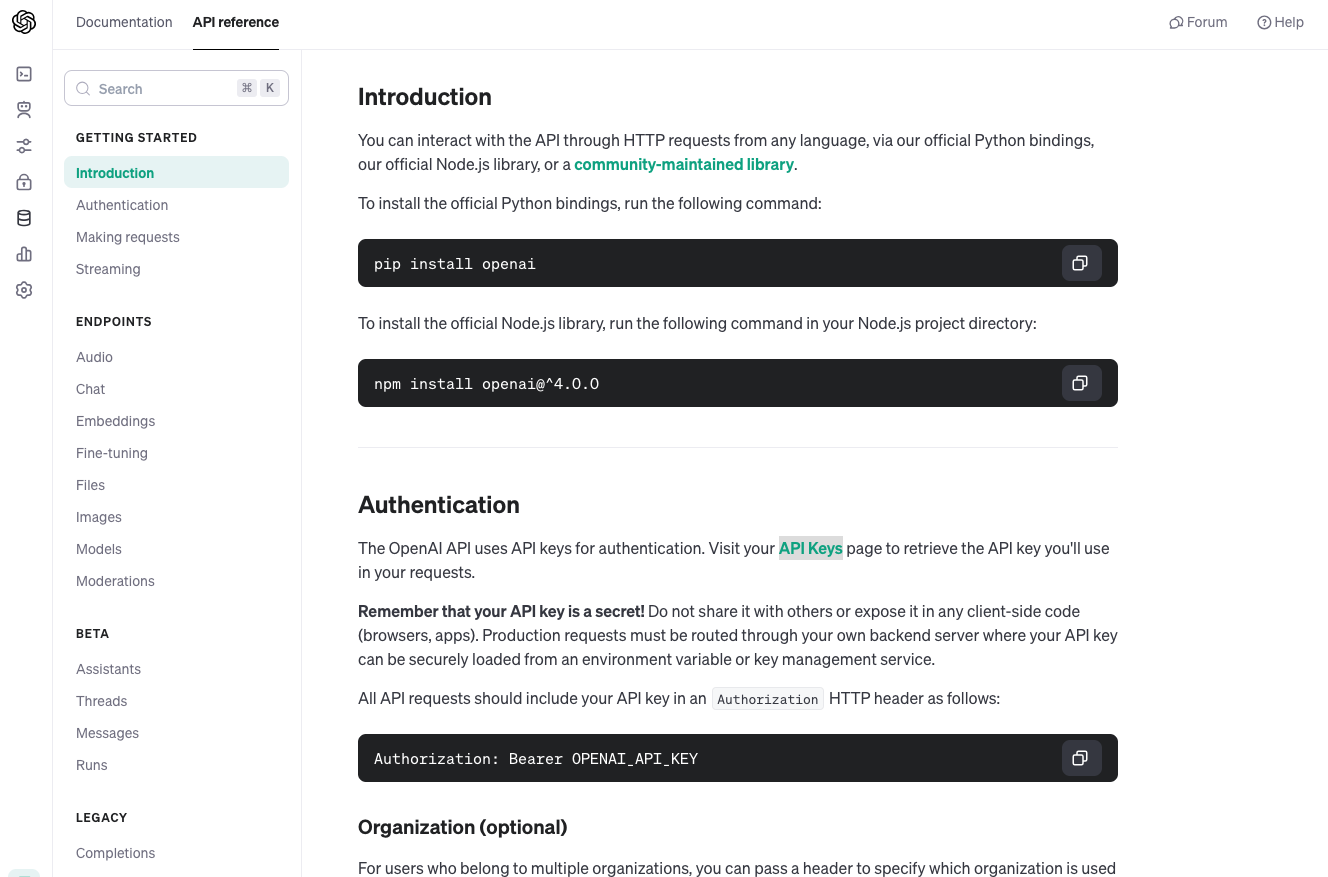 Documentation
API reference
Forum
Help
Search
⌘ K
GETTING STARTED
Introduction
Authentication
Making requests
Streaming
ENDPOINTS
Audio
Chat
Embeddings
Fine-tuning
Files
Images
Models
Moderations
BETA
Assistants
Threads
Messages
Runs
LEGACY
Completions
Introduction
You can interact with the API through HTTP requests from any language, via our official Python bindings,
our official Node.js library, or a community-maintained library.
To install the official Python bindings, run the following command:
pip install openai
To install the official Node.js library, run the following command in your Node.js project directory:
npm install openai@^4.0.0
Authentication
The OpenAI API uses API keys for authentication. Visit your API Keys page to retrieve the API key you'll use
in your requests.
Remember that your API key is a secret! Do not share it with others or expose it in any client-side code
(browsers, apps). Production requests must be routed through your own backend server where your API key
can be securely loaded from an environment variable or key management service.
All API requests should include your API key in an Authorization HTTP header as follows:
Authorization: Bearer OPENAI_API_KEY
Organization (optional)
For users who belong to multiple organizations, you can pass a header to specify which organization is used